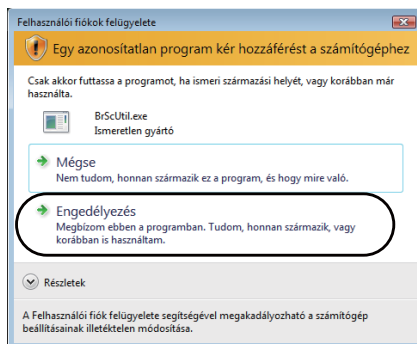 Felhasználói fiókok felügyelete
Egy azonosítatlan program kér hozzáférést a számítógéphez
Csak akkor futtassa a programot, ha ismeri származási helyét, vagy korábban már
használta.
BrScUtil.exe
Ismeretlen gyártó
Mégse
Nem tudom, honnan származik ez a program, és hogy mire való.
Engedélyezés
Megbízom ebben a programban. Tudom, honnan származik, vagy
korábban is használtam.
Részletek
A Felhasználói fiók felügyelete segítségével megakadályozható a számítógép
beállításainak illetéktelen módosítása.